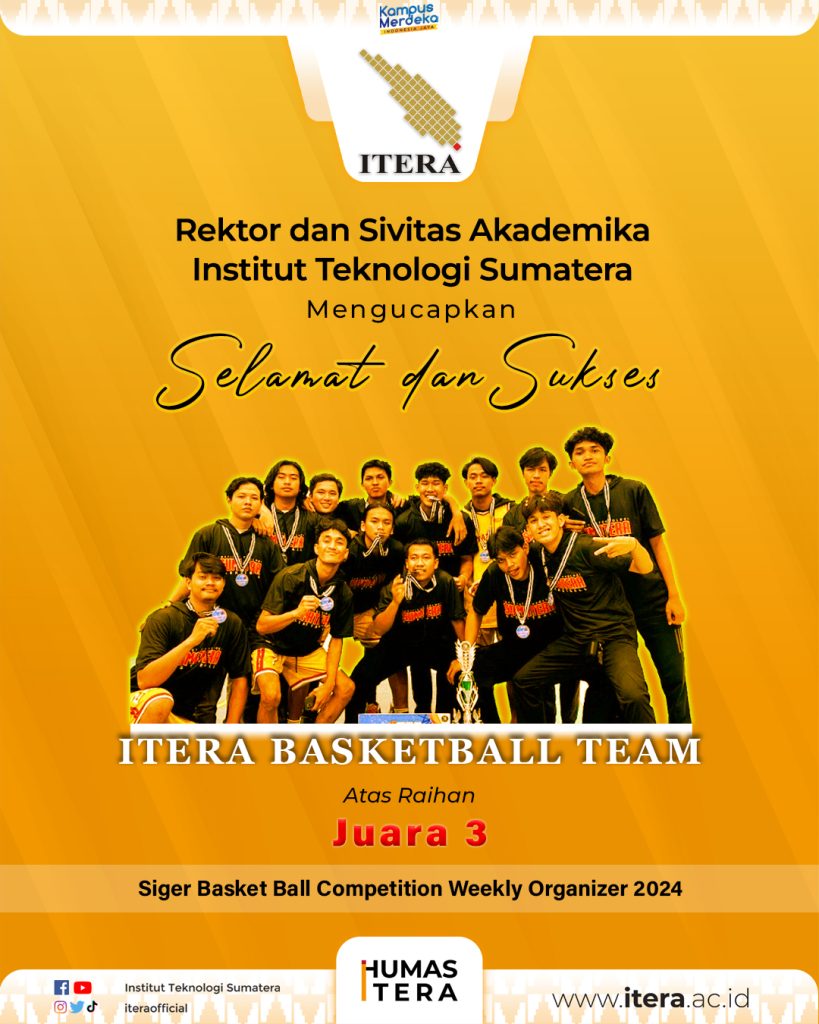 Kampus
Merdeka
INDONESIA JAYA
ITERA
Rektor dan Sivitas Akademika
Institut Teknologi Sumatera
Mengucapkan
Selamat dan Sukses
ITERA BASKETBALL TEAM
Atas Raihan
Juara 3
Siger Basket Ball Competition Weekly Organizer 2024
Institut Teknologi Sumatera
iteraofficial
HUMAS
ITERA
www.itera.ac.id